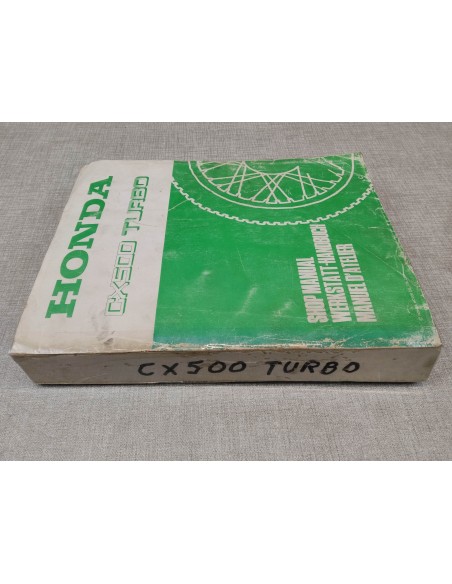 HONDA
CX500 TURBO
SHOP MANUAL
WERKSTATT-HANDBUCH
MANUEL D'ATELIER
CX500 TURBO